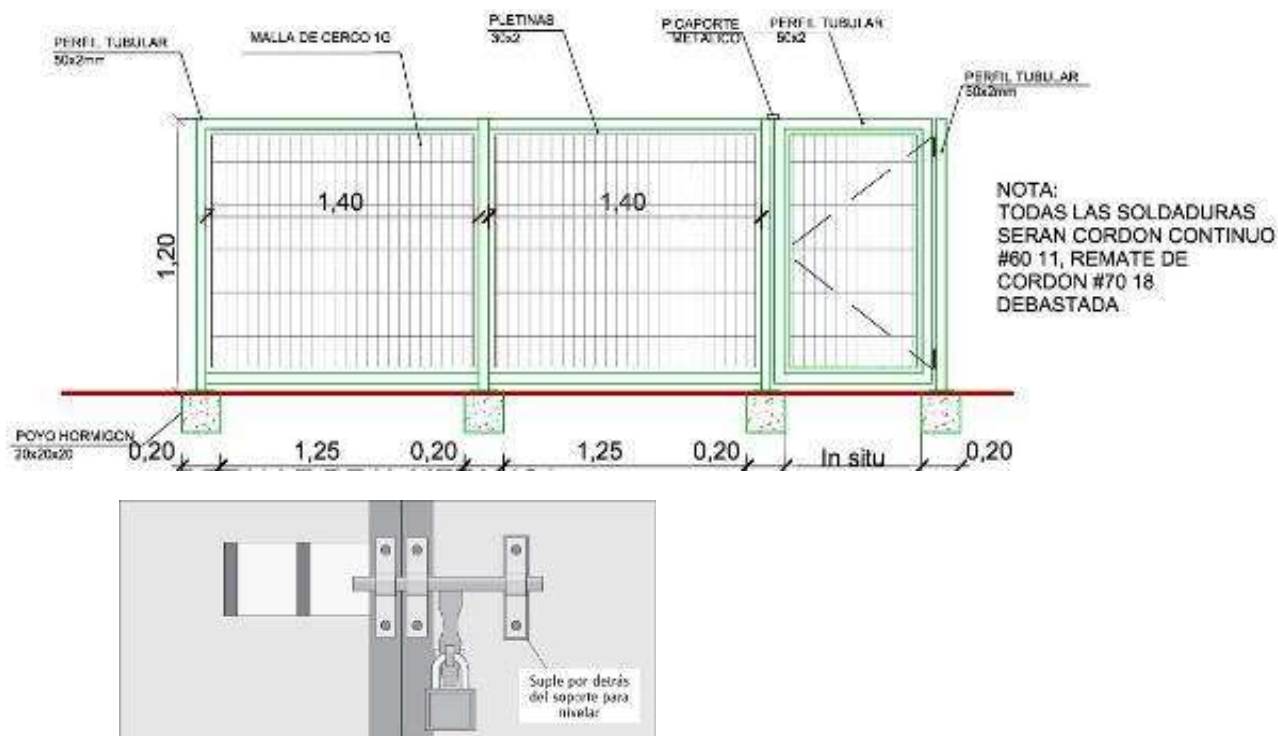 PERFIL TUBULAR
50x2mm
MALLA DE CERCO 1G
PLETINAS
30x2
PICAPORTE
METALICO
PERFIL TUBULAR
50x2
PERFIL TUBULAR
50x2mm
1,40
1,40
1,20
NOTA:
TODAS LAS SOLDADURAS
SERAN CORDON CONTINUO
#60 11, REMATE DE
CORDON #70 18
DEBASTADA
POYO HORMIGON
20x20x20
0,20
1,25
0,20
1,25
0,20
In situ
0,20
Suple por detrás
del soporte para
nivelar